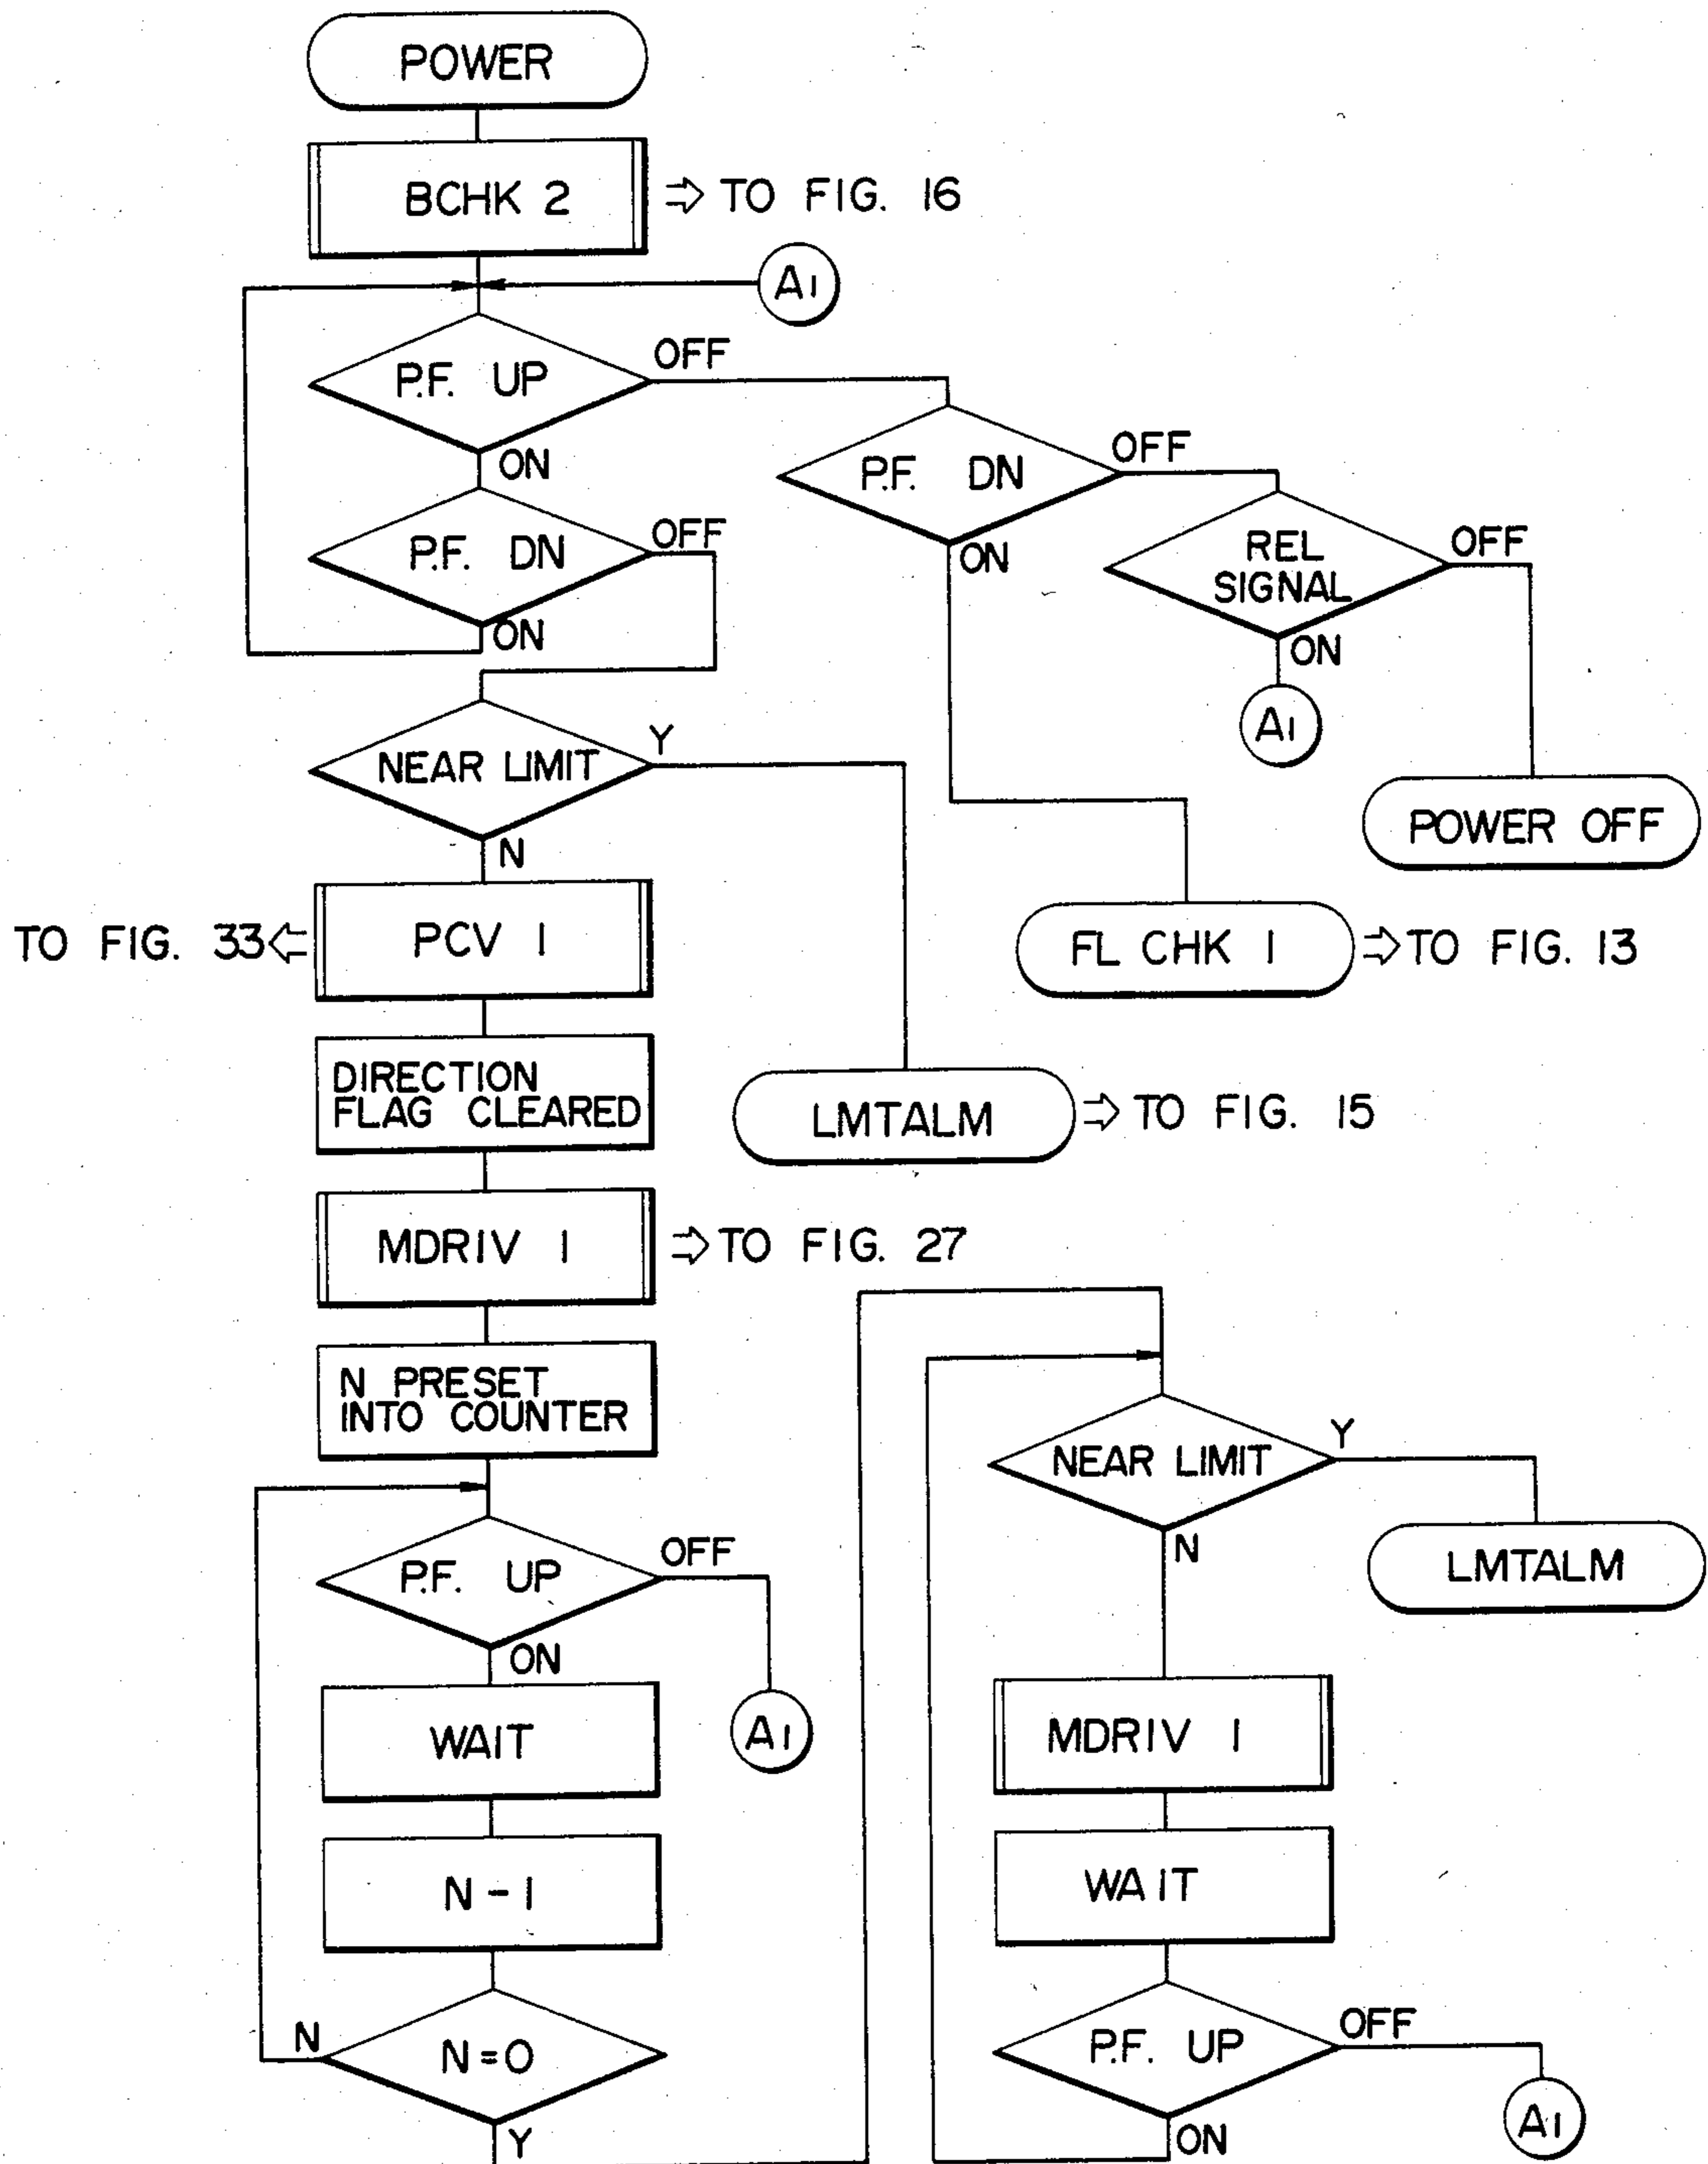 POWER
BCHK 2
⇨ TO FIG. 16
A1
P.F. UP
OFF
ON
P.F. DN
OFF
ON
P.F. DN
OFF
ON
REL
SIGNAL
OFF
ON
A1
POWER OFF
NEAR LIMIT
Y
N
TO FIG. 33 ⇦
PCV 1
FL CHK 1
⇨ TO FIG. 13
DIRECTION
FLAG CLEARED
LMTALM
⇨ TO FIG. 15
MDRIV 1
⇨ TO FIG. 27
N PRESET
INTO COUNTER
P.F. UP
OFF
ON
A1
WAIT
N-1
N=0
N
Y
NEAR LIMIT
Y
N
LMTALM
MDRIV 1
WAIT
P.F. UP
OFF
ON
A1